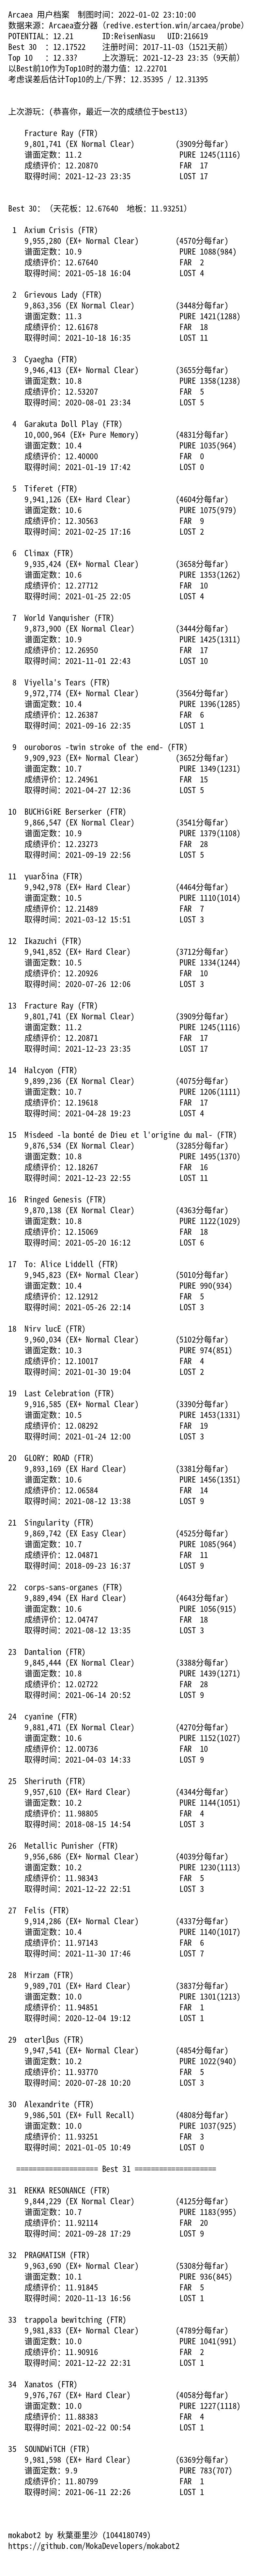 Arcaea 用户档案  制图时间：2022-01-02 23:10:00
数据来源：Arcaea查分器 (redive.estertion.win/arcaea/probe)
POTENTIAL：12.21  ID:ReisenNasu  UID:216619
Best 30  ：12.17522  注册时间：2017-11-03（1521天前）
Top 10   ：12.33?  上次游玩：2021-12-23 23:35（9天前）
以Best前10作为Top10时的潜力值：12.22701
考虑误差后估计Top10的上/下界：12.35395 / 12.31395
上次游玩：(恭喜你，最近一次的成绩位于best13)
Fracture Ray (FTR)
9,801,741 (EX Normal Clear)  (3909分每far)
谱面定数：11.2  PURE 1245(1116)
成绩评价：12.20870  FAR  17
取得时间：2021-12-23 23:35  LOST 17
Best 30：（天花板：12.67640  地板：11.93251）
1  Axium Crisis (FTR)
9,955,280 (EX+ Normal Clear)  (4570分每far)
谱面定数：10.9  PURE 1088(984)
成绩评价：12.67640  FAR  2
取得时间：2021-05-18 16:04  LOST 4
2  Grievous Lady (FTR)
9,863,356 (EX Normal Clear)  (3448分每far)
谱面定数：11.3  PURE 1421(1288)
成绩评价：12.61678  FAR  18
取得时间：2021-10-18 16:35  LOST 11
3  Cyaegha (FTR)
9,946,413 (EX+ Normal Clear)  (3655分每far)
谱面定数：10.8  PURE 1358(1238)
成绩评价：12.53207  FAR  5
取得时间：2020-08-01 23:34  LOST 5
4  Garakuta Doll Play (FTR)
10,000,964 (EX+ Pure Memory)  (4831分每far)
谱面定数：10.4  PURE 1035(964)
成绩评价：12.40000  FAR  0
取得时间：2021-01-19 17:42  LOST 0
5  Tiferet (FTR)
9,941,126 (EX+ Hard Clear)  (4604分每far)
谱面定数：10.6  PURE 1075(979)
成绩评价：12.30563  FAR  9
取得时间：2021-02-25 17:16  LOST 2
6  Climax (FTR)
9,935,424 (EX+ Normal Clear)  (3658分每far)
谱面定数：10.6  PURE 1353(1262)
成绩评价：12.27712  FAR  10
取得时间：2021-01-25 22:05  LOST 4
7  World Vanquisher (FTR)
9,873,900 (EX Normal Clear)  (3444分每far)
谱面定数：10.9  PURE 1425(1311)
成绩评价：12.26950  FAR  17
取得时间：2021-11-01 22:43  LOST 10
8  Viyella's Tears (FTR)
9,972,774 (EX+ Normal Clear)  (3564分每far)
谱面定数：10.4  PURE 1396(1285)
成绩评价：12.26387  FAR  6
取得时间：2021-09-16 22:35  LOST 1
9  ouroboros -twin stroke of the end- (FTR)
9,909,923 (EX+ Normal Clear)  (3652分每far)
谱面定数：10.7  PURE 1349(1231)
成绩评价：12.24961  FAR  15
取得时间：2021-04-27 12:36  LOST 5
10  BUCHiGiRE Berserker (FTR)
9,866,547 (EX Normal Clear)  (3541分每far)
谱面定数：10.9  PURE 1379(1108)
成绩评价：12.23273  FAR  28
取得时间：2021-09-19 22:56  LOST 5
11  γuarδina (FTR)
9,942,978 (EX+ Hard Clear)  (4464分每far)
谱面定数：10.5  PURE 1110(1014)
成绩评价：12.21489  FAR  7
取得时间：2021-03-12 15:51  LOST 3
12  Ikazuchi (FTR)
9,941,852 (EX+ Hard Clear)  (3712分每far)
谱面定数：10.5  PURE 1334(1244)
成绩评价：12.20926  FAR  10
取得时间：2020-07-26 12:06  LOST 3
13  Fracture Ray (FTR)
9,801,741 (EX Normal Clear)  (3909分每far)
谱面定数：11.2  PURE 1245(1116)
成绩评价：12.20871  FAR  17
取得时间：2021-12-23 23:35  LOST 17
14  Halcyon (FTR)
9,899,236 (EX Normal Clear)  (4075分每far)
谱面定数：10.7  PURE 1206(1111)
成绩评价：12.19618  FAR  17
取得时间：2021-04-28 19:23  LOST 4
15  Misdeed -la bonté de Dieu et l'origine du mal- (FTR)
9,876,534 (EX Normal Clear)  (3285分每far)
谱面定数：10.8  PURE 1495(1370)
成绩评价：12.18267  FAR  16
取得时间：2021-12-23 22:55  LOST 11
16  Ringed Genesis (FTR)
9,870,138 (EX Normal Clear)  (4363分每far)
谱面定数：10.8  PURE 1122(1029)
成绩评价：12.15069  FAR  18
取得时间：2021-05-20 16:12  LOST 6
17  To: Alice Liddell (FTR)
9,945,823 (EX+ Normal Clear)  (5010分每far)
谱面定数：10.4  PURE 990(934)
成绩评价：12.12912  FAR  5
取得时间：2021-05-26 22:14  LOST 3
18  Nirv lucE (FTR)
9,960,034 (EX+ Normal Clear)  (5102分每far)
谱面定数：10.3  PURE 974(851)
成绩评价：12.10017  FAR  4
取得时间：2021-01-30 19:04  LOST 2
19  Last Celebration (FTR)
9,916,585 (EX+ Normal Clear)  (3390分每far)
谱面定数：10.5  PURE 1453(1331)
成绩评价：12.08292  FAR  19
取得时间：2021-01-24 12:00  LOST 3
20  GLORY：ROAD (FTR)
9,893,169 (EX Hard Clear)  (3381分每far)
谱面定数：10.6  PURE 1456(1351)
成绩评价：12.06584  FAR  14
取得时间：2021-08-12 13:38  LOST 9
21  Singularity (FTR)
9,869,742 (EX Easy Clear)  (4525分每far)
谱面定数：10.7  PURE 1085(964)
成绩评价：12.04871  FAR  11
取得时间：2018-09-23 16:37  LOST 9
22  corps-sans-organes (FTR)
9,889,494 (EX Hard Clear)  (4643分每far)
谱面定数：10.6  PURE 1056(915)
成绩评价：12.04747  FAR  18
取得时间：2021-08-12 13:35  LOST 3
23  Dantalion (FTR)
9,845,444 (EX Normal Clear)  (3388分每far)
谱面定数：10.8  PURE 1439(1271)
成绩评价：12.02722  FAR  28
取得时间：2021-06-14 20:52  LOST 9
24  cyanine (FTR)
9,881,471 (EX Normal Clear)  (4270分每far)
谱面定数：10.6  PURE 1152(1027)
成绩评价：12.00736  FAR  10
取得时间：2021-04-03 14:33  LOST 9
25  Sheriruth (FTR)
9,957,610 (EX+ Hard Clear)  (4344分每far)
谱面定数：10.2  PURE 1144(1051)
成绩评价：11.98805  FAR  4
取得时间：2018-08-15 14:54  LOST 3
26  Metallic Punisher (FTR)
9,956,686 (EX+ Normal Clear)  (4039分每far)
谱面定数：10.2  PURE 1230(1113)
成绩评价：11.98343  FAR  5
取得时间：2021-12-22 22:51  LOST 3
27  Felis (FTR)
9,914,286 (EX+ Normal Clear)  (4337分每far)
谱面定数：10.4  PURE 1140(1017)
成绩评价：11.97143  FAR  6
取得时间：2021-11-30 17:46  LOST 7
28  Mirzam (FTR)
9,989,701 (EX+ Hard Clear)  (3837分每far)
谱面定数：10.0  PURE 1301(1213)
成绩评价：11.94851  FAR  1
取得时间：2020-12-04 19:12  LOST 1
29  αterlβus (FTR)
9,947,541 (EX+ Normal Clear)  (4854分每far)
谱面定数：10.2  PURE 1022(940)
成绩评价：11.93770  FAR  5
取得时间：2020-07-28 10:20  LOST 3
30  Alexandrite (FTR)
9,986,501 (EX+ Full Recall)  (4808分每far)
谱面定数：10.0  PURE 1037(925)
成绩评价：11.93251  FAR  3
取得时间：2021-01-05 10:49  LOST 0
==================== Best 31 ====================
31  REKKA RESONANCE (FTR)
9,844,229 (EX Normal Clear)  (4125分每far)
谱面定数：10.7  PURE 1183(995)
成绩评价：11.92114  FAR  20
取得时间：2021-09-28 17:29  LOST 9
32  PRAGMATISM (FTR)
9,963,690 (EX+ Normal Clear)  (5308分每far)
谱面定数：10.1  PURE 936(845)
成绩评价：11.91845  FAR  5
取得时间：2020-11-13 16:56  LOST 1
33  trappola bewitching (FTR)
9,981,833 (EX+ Normal Clear)  (4789分每far)
谱面定数：10.0  PURE 1041(991)
成绩评价：11.90916  FAR  2
取得时间：2021-12-22 22:31  LOST 1
34  Xanatos (FTR)
9,976,767 (EX+ Hard Clear)  (4058分每far)
谱面定数：10.0  PURE 1227(1118)
成绩评价：11.88383  FAR  4
取得时间：2021-02-22 00:54  LOST 1
35  SOUNDWiTCH (FTR)
9,981,598 (EX+ Hard Clear)  (6369分每far)
谱面定数：9.9  PURE 783(707)
成绩评价：11.80799  FAR  1
取得时间：2021-06-11 22:26  LOST 1
mokabot2 by 秋葉亜里沙 (1044180749)
https://github.com/MokaDevelopers/mokabot2